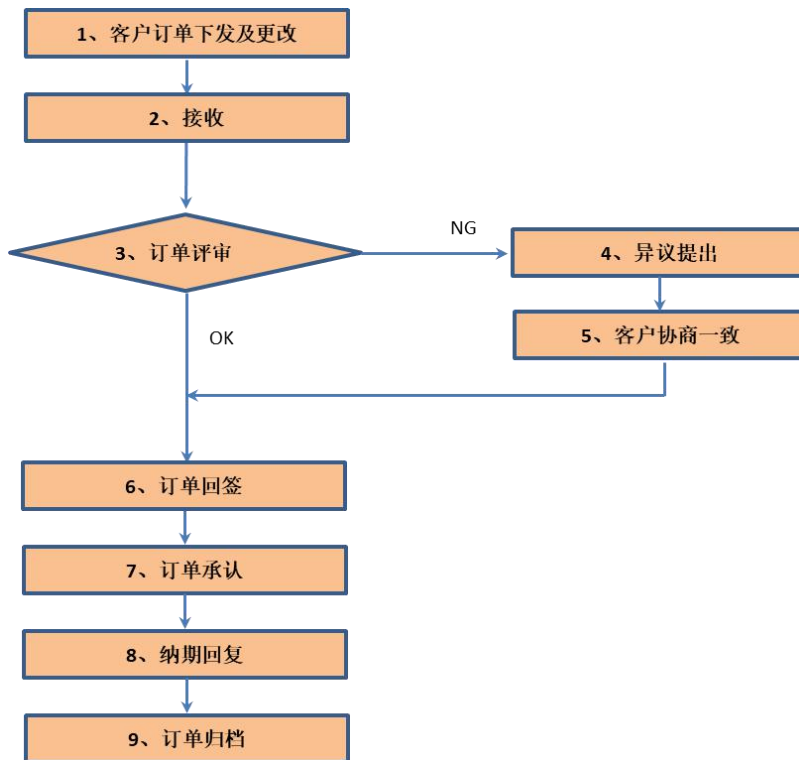 1、客户订单下发及更改
2、接收
3、订单评审
NG
4、异议提出
OK
5、客户协商一致
6、订单回签
7、订单承认
8、纳期回复
9、订单归档